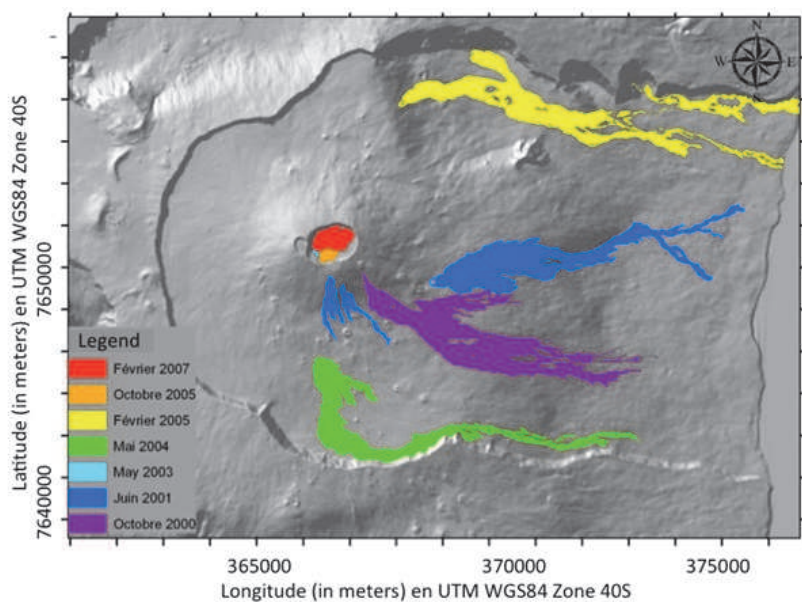 N
W E
Latitude (in meters) en UTM WGS84 Zone 40S
7650000
7640000
Legend
Février 2007
Octobre 2005
Février 2005
Mai 2004
May 2003
Juin 2001
Octobre 2000
365000 370000 375000
Longitude (in meters) en UTM WGS84 Zone 40S